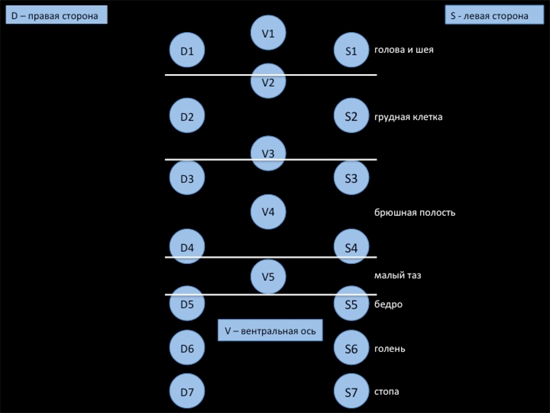 D – правая сторона
S - левая сторона
V1
D1
S1
голова и шея
V2
D2
S2
грудная клетка
V3
D3
S3
V4
брюшная полость
D4
S4
V5
малый таз
D5
S5
бедро
V – вентральная ось
D6
S6
голень
D7
S7
стопа